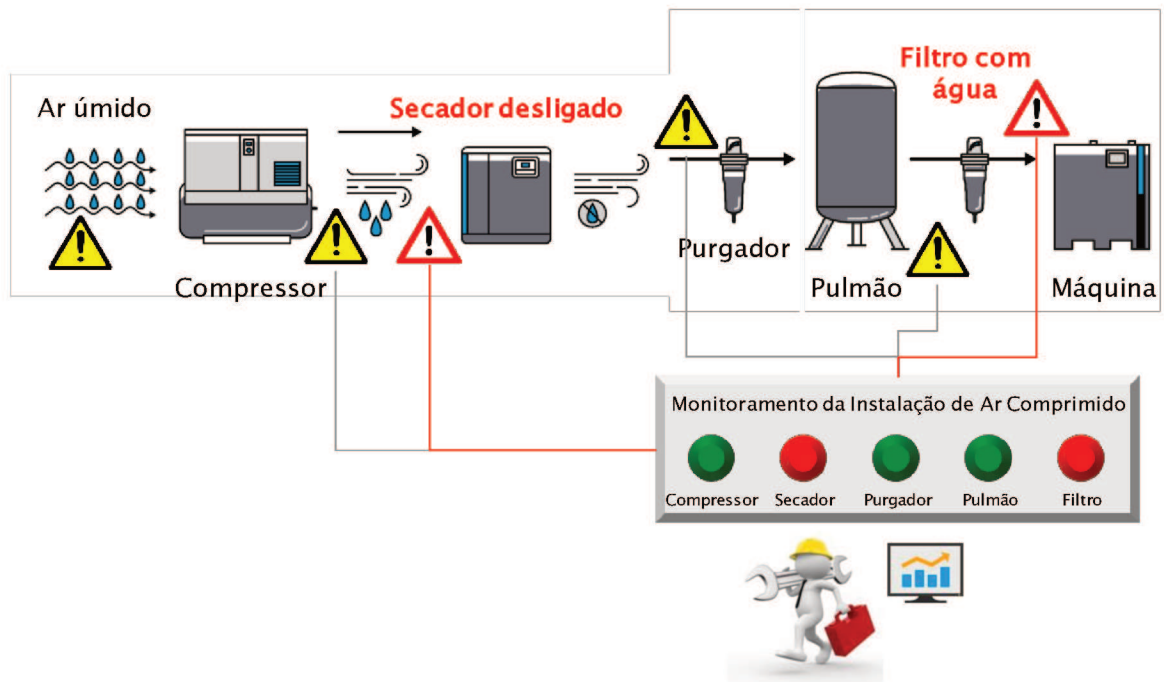 Ar úmido
Secador desligado
Filtro com
água
Compressor
Purgador
Pulmão
Máquina
Monitoramento da Instalação de Ar Comprimido
Compressor
Secador
Purgador
Pulmão
Filtro